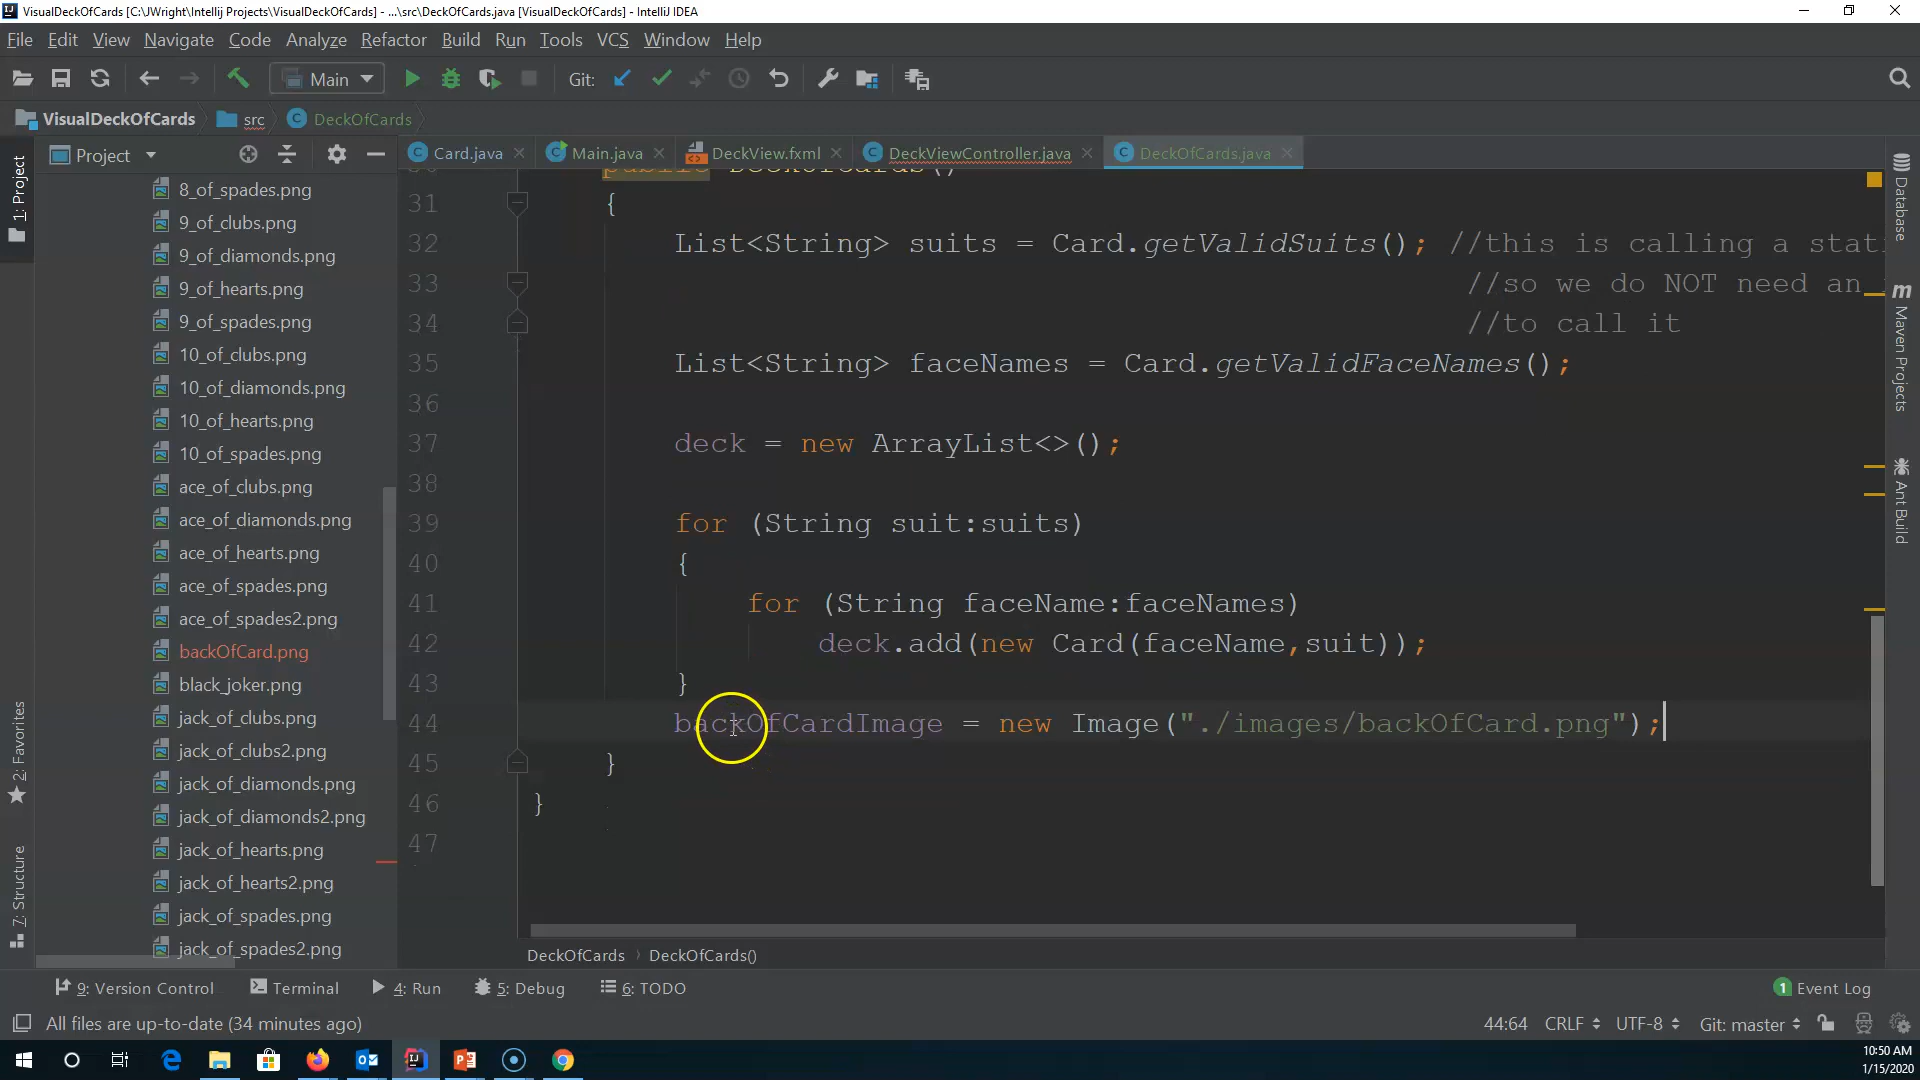 VisualDeckOfCards [C:\JWright\Intellij Projects\VisualDeckOfCards] - ...\src\DeckOfCards.java [VisualDeckOfCards] - IntelliJ IDEA
File Edit View Navigate Code Analyze Refactor Build Run Tools VCS Window Help
Main Git:
VisualDeckOfCards src DeckOfCards
Project Card.java Main.java DeckView.fxml DeckViewController.java DeckOfCards.java
1: Project
2: Favorites
7: Structure
8_of_spades.png
9_of_clubs.png
9_of_diamonds.png
9_of_hearts.png
9_of_spades.png
10_of_clubs.png
10_of_diamonds.png
10_of_hearts.png
10_of_spades.png
ace_of_clubs.png
ace_of_diamonds.png
ace_of_hearts.png
ace_of_spades.png
ace_of_spades2.png
backOfCard.png
black_joker.png
jack_of_clubs.png
jack_of_clubs2.png
jack_of_diamonds.png
jack_of_diamonds2.png
jack_of_hearts.png
jack_of_hearts2.png
jack_of_spades.png
jack_of_spades2.png
public DeckOfCards()
31 {
32 List<String> suits = Card.getValidSuits(); //this is calling a stati
33 //so we do NOT need an
34 //to call it
35 List<String> faceNames = Card.getValidFaceNames();
36
37 deck = new ArrayList<>();
38
39 for (String suit:suits)
40 {
41 for (String faceName:faceNames)
42 deck.add(new Card(faceName,suit));
43 }
44 backOfCardImage = new Image("./images/backOfCard.png");
45 }
46 }
47
DeckOfCards › DeckOfCards()
Database
m Maven Projects
Ant Build
9: Version Control Terminal 4: Run 5: Debug 6: TODO 1 Event Log
All files are up-to-date (34 minutes ago) 44:64 CRLF UTF-8 Git: master
10:50 AM
1/15/2020